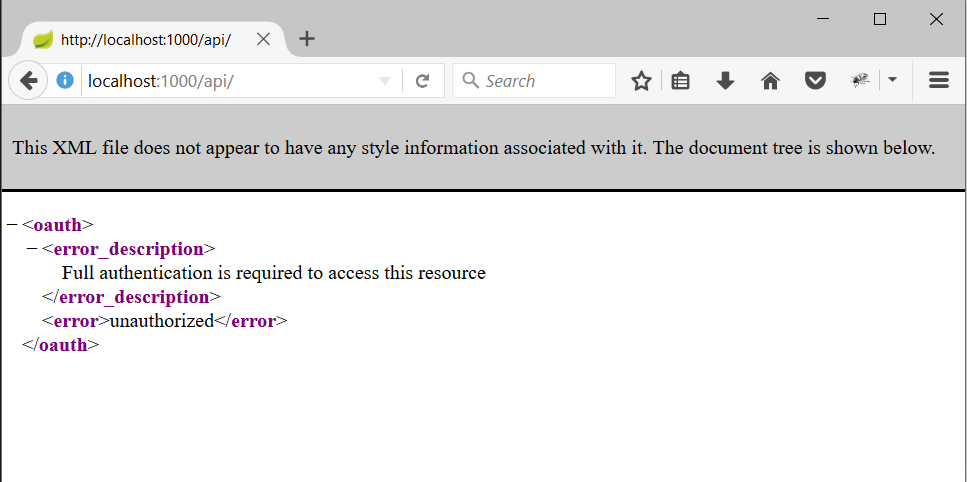 http://localhost:1000/api/
localhost:1000/api/
Search
This XML file does not appear to have any style information associated with it. The document tree is shown below.
− <oauth>
− <error_description>
Full authentication is required to access this resource
</error_description>
<error>unauthorized</error>
</oauth>